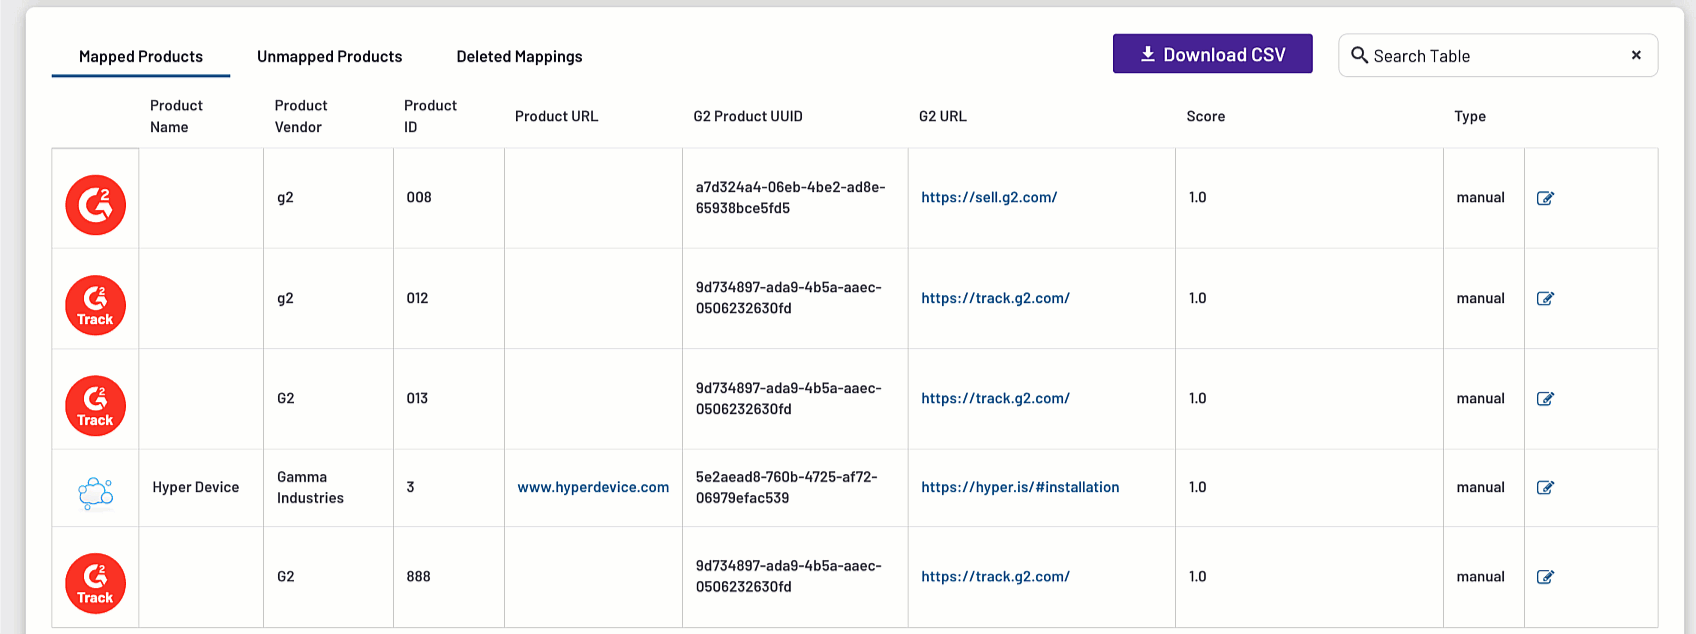 Mapped Products Unmapped Products Deleted Mappings Download CSV Search Table ×
Product Name Product Vendor Product ID Product URL G2 Product UUID G2 URL Score Type
G2 g2 008 a7d324a4-06eb-4be2-ad8e-65938bce5fd5 https://sell.g2.com/ 1.0 manual
G2 Track g2 012 9d734897-ada9-4b5a-aaec-0506232630fd https://track.g2.com/ 1.0 manual
G2 Track G2 013 9d734897-ada9-4b5a-aaec-0506232630fd https://track.g2.com/ 1.0 manual
Hyper Device Gamma Industries 3 www.hyperdevice.com 5e2aead8-760b-4725-af72-06979efac539 https://hyper.is/#installation 1.0 manual
G2 Track G2 888 9d734897-ada9-4b5a-aaec-0506232630fd https://track.g2.com/ 1.0 manual